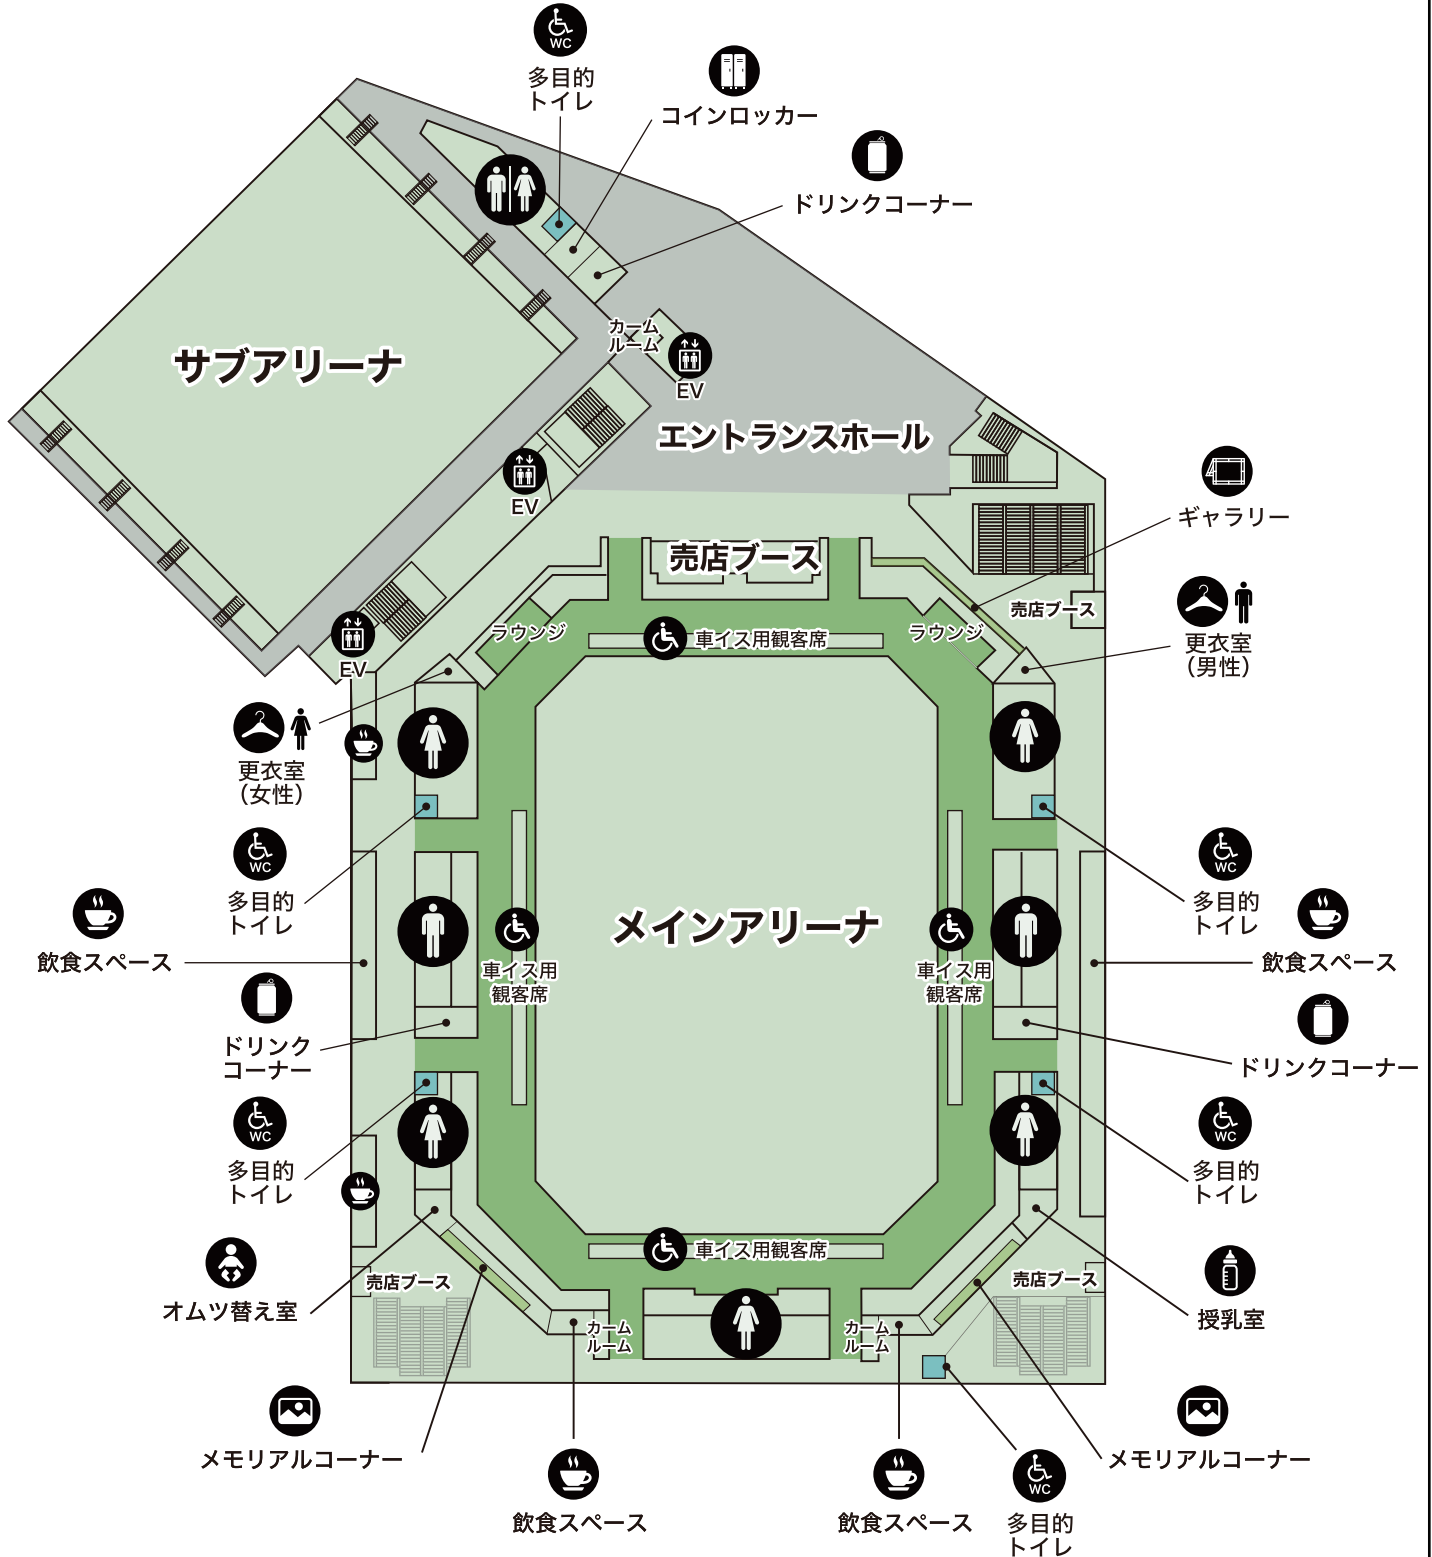 WC
多目的
トイレ
コインロッカー
ドリンクコーナー
カーム
ルーム
サブアリーナ
EV
エントランスホール
EV
ギャラリー
売店ブース
売店ブース
ラウンジ
車イス用観客席
ラウンジ
更衣室
(男性)
EV
更衣室
(女性)
WC
多目的
トイレ
WC
多目的
トイレ
メインアリーナ
飲食スペース
車イス用
観客席
車イス用
観客席
飲食スペース
ドリンク
コーナー
ドリンクコーナー
WC
多目的
トイレ
WC
多目的
トイレ
車イス用観客席
売店ブース
売店ブース
オムツ替え室
授乳室
カーム
ルーム
カーム
ルーム
メモリアルコーナー
メモリアルコーナー
飲食スペース
飲食スペース
WC
多目的
トイレ